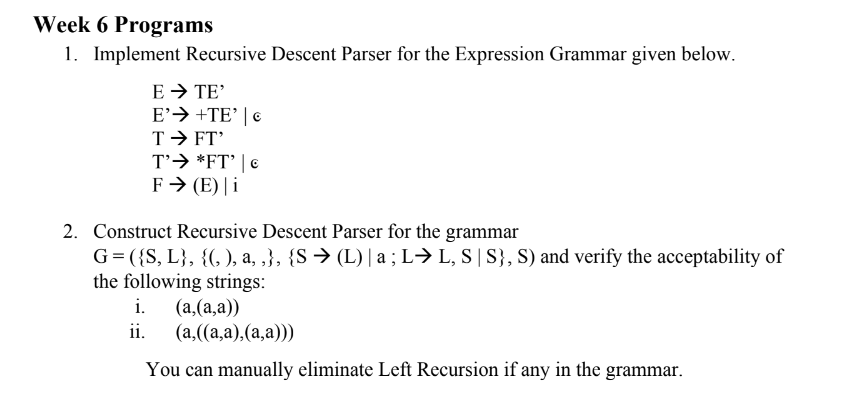 Week 6 Programs
1. Implement Recursive Descent Parser for the Expression Grammar given below.
E → TE’
E’→ +TE’ | ϵ
T → FT’
T’→ *FT’ | ϵ
F → (E) | i
2. Construct Recursive Descent Parser for the grammar
G = ({S, L}, {(, ), a, ,}, {S → (L) | a ; L→ L, S | S}, S) and verify the acceptability of
the following strings:
i. (a,(a,a))
ii. (a,((a,a),(a,a)))
You can manually eliminate Left Recursion if any in the grammar.